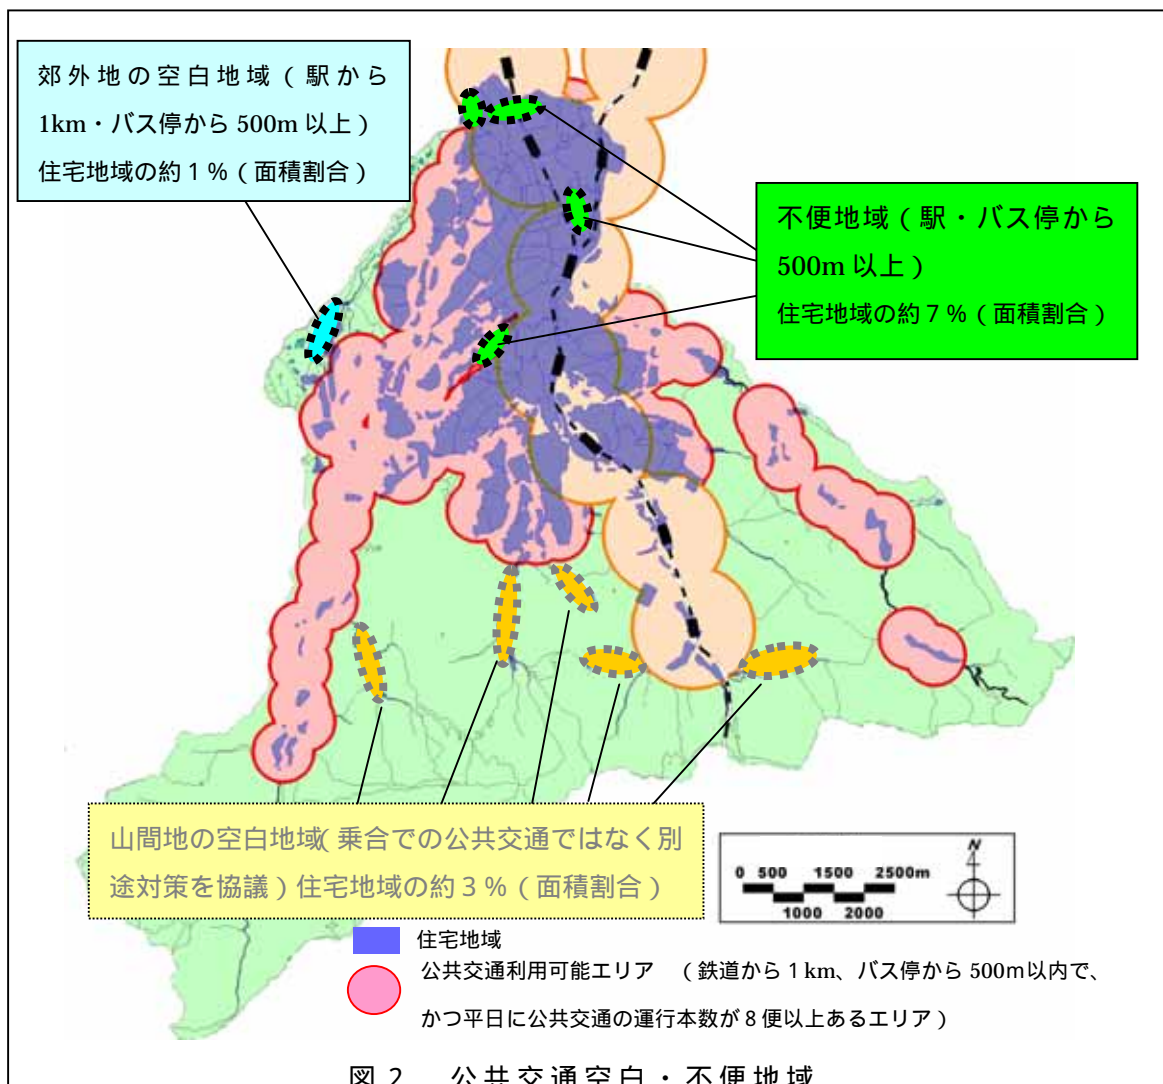 郊外地の空白地域（駅から
1km・バス停から500m以上）
住宅地域の約１％（面積割合）
不便地域（駅・バス停から
500m以上）
住宅地域の約７％（面積割合）
山間地の空白地域（乗合での公共交通ではなく別
途対策を協議）住宅地域の約３％（面積割合）
N
0 500 1500 2500m
1000 2000
住宅地域
公共交通利用可能エリア （鉄道から１km、バス停から500m以内で、
かつ平日に公共交通の運行本数が８便以上あるエリア）
図２ 公共交通空白・不便地域